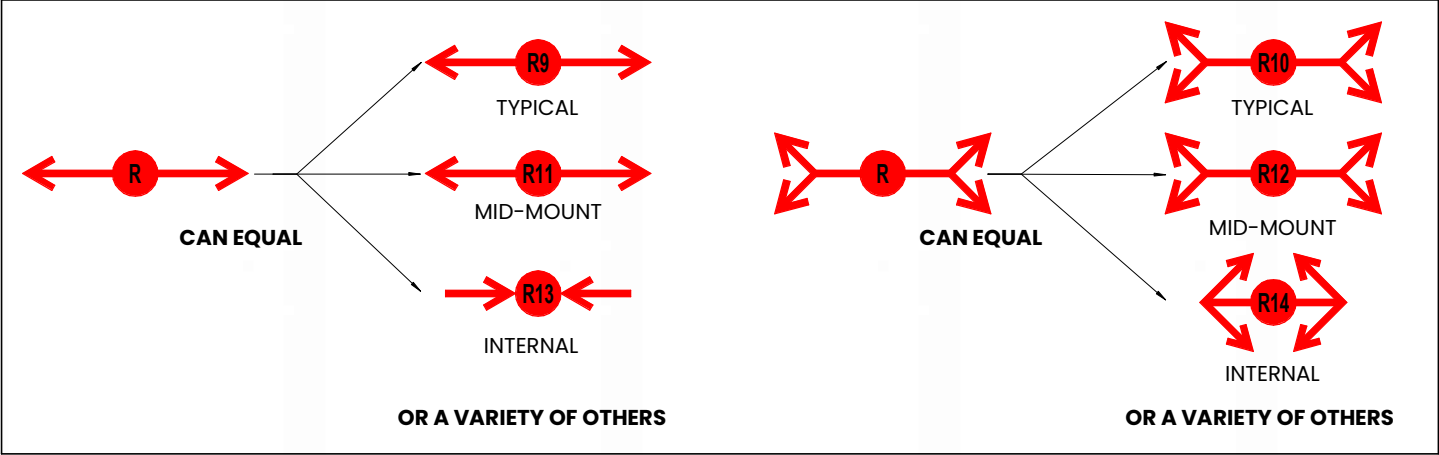 R9
TYPICAL
R
R11
MID-MOUNT
CAN EQUAL
R13
INTERNAL
OR A VARIETY OF OTHERS
R10
TYPICAL
R
R12
MID-MOUNT
CAN EQUAL
R14
INTERNAL
OR A VARIETY OF OTHERS